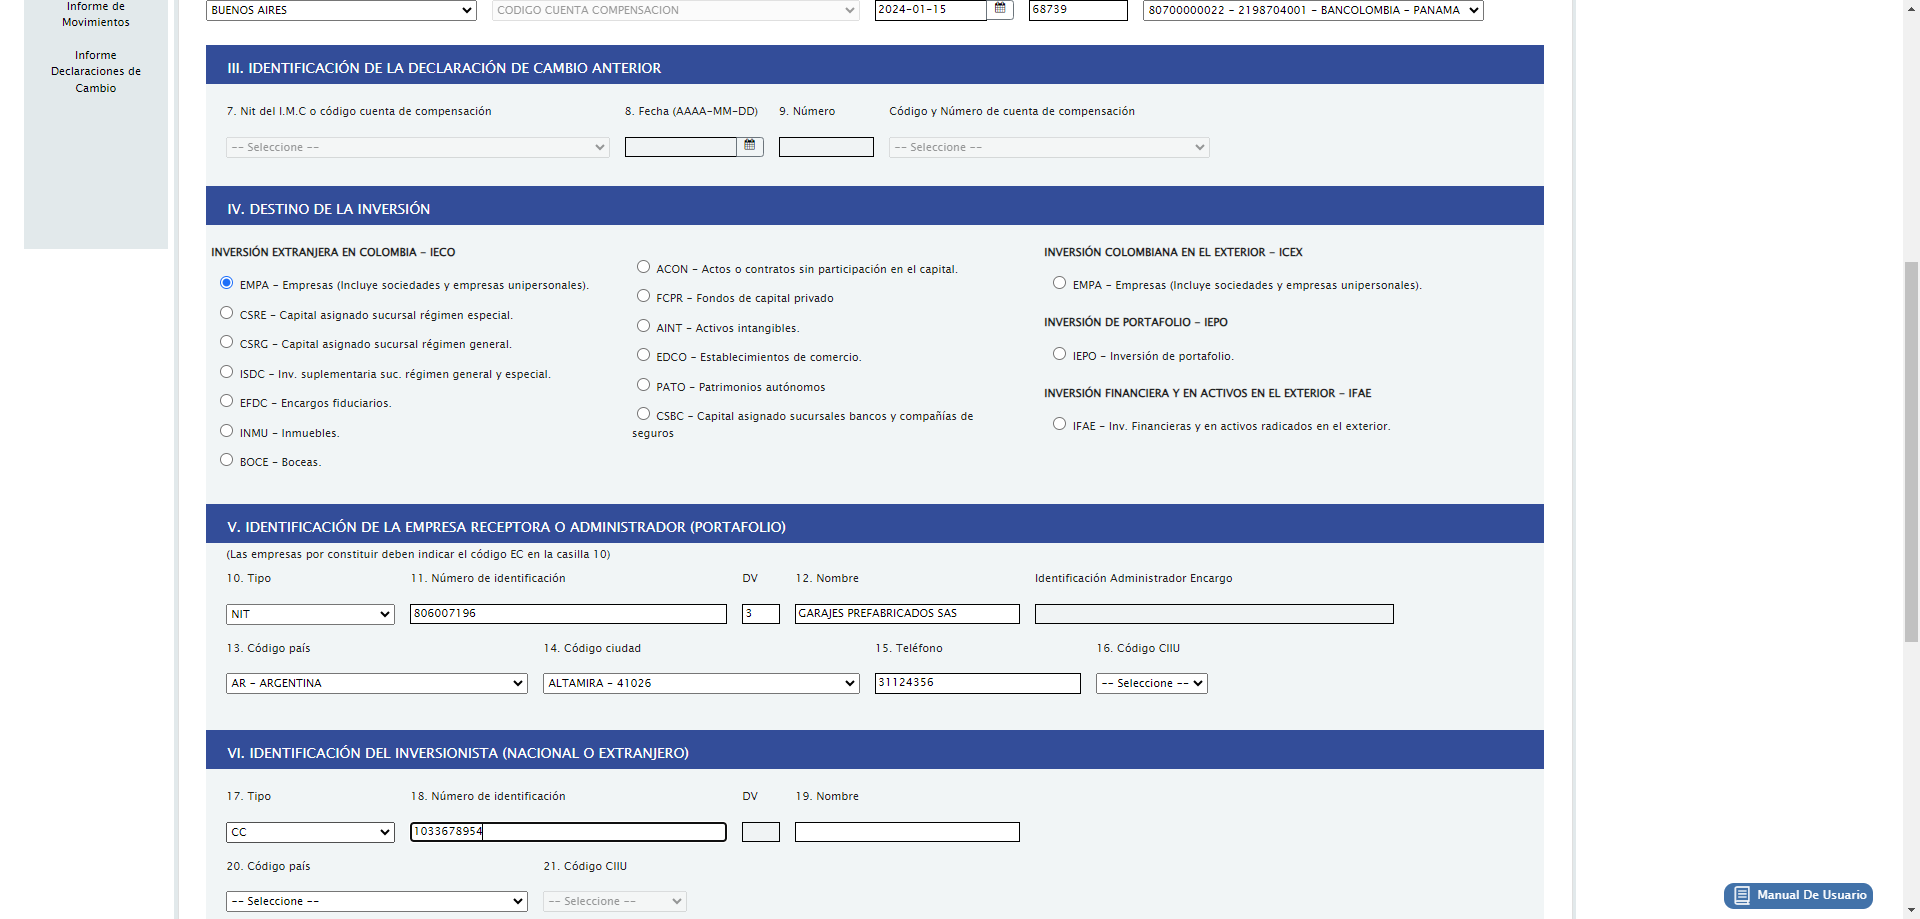 Informe de
Movimientos
Informe
Declaraciones de
Cambio
BUENOS AIRES
CODIGO CUENTA COMPENSACION
2024-01-15
68739
80700000022 - 2198704001 - BANCOLOMBIA - PANAMA
III. IDENTIFICACIÓN DE LA DECLARACIÓN DE CAMBIO ANTERIOR
7. Nit del I.M.C o código cuenta de compensación
8. Fecha (AAAA-MM-DD)
9. Número
Código y Número de cuenta de compensación
-- Seleccione --
-- Seleccione --
IV. DESTINO DE LA INVERSIÓN
INVERSIÓN EXTRANJERA EN COLOMBIA - IECO
EMPA - Empresas (Incluye sociedades y empresas unipersonales).
CSRE - Capital asignado sucursal régimen especial.
CSRG - Capital asignado sucursal régimen general.
ISDC - Inv. suplementaria suc. régimen general y especial.
EFDC - Encargos fiduciarios.
INMU - Inmuebles.
BOCE - Boceas.
ACON - Actos o contratos sin participación en el capital.
FCPR - Fondos de capital privado
AINT - Activos intangibles.
EDCO - Establecimientos de comercio.
PATO - Patrimonios autónomos
CSBC - Capital asignado sucursales bancos y compañías de
seguros
INVERSIÓN COLOMBIANA EN EL EXTERIOR - ICEX
EMPA - Empresas (Incluye sociedades y empresas unipersonales).
INVERSIÓN DE PORTAFOLIO - IEPO
IEPO - Inversión de portafolio.
INVERSIÓN FINANCIERA Y EN ACTIVOS EN EL EXTERIOR - IFAE
IFAE - Inv. Financieras y en activos radicados en el exterior.
V. IDENTIFICACIÓN DE LA EMPRESA RECEPTORA O ADMINISTRADOR (PORTAFOLIO)
(Las empresas por constituir deben indicar el código EC en la casilla 10)
10. Tipo
11. Número de identificación
DV
12. Nombre
Identificación Administrador Encargo
NIT
806007196
3
GARAJES PREFABRICADOS SAS
13. Código país
14. Código ciudad
15. Teléfono
16. Código CIIU
AR - ARGENTINA
ALTAMIRA - 41026
31124356
-- Seleccione --
VI. IDENTIFICACIÓN DEL INVERSIONISTA (NACIONAL O EXTRANJERO)
17. Tipo
18. Número de identificación
DV
19. Nombre
CC
1033678954
20. Código país
21. Código CIIU
-- Seleccione --
-- Seleccione --
Manual De Usuario